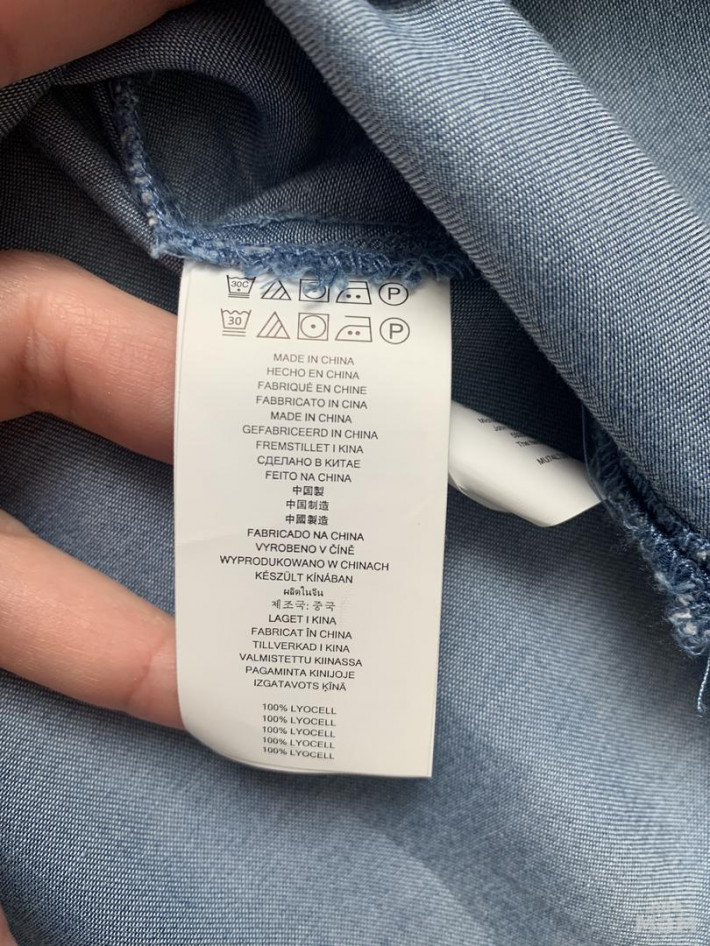 30C
P
30
P
MADE IN CHINA
HECHO EN CHINA
FABRIQUÉ EN CHINE
FABBRICATO IN CINA
MADE IN CHINA
GEFABRICEERD IN CHINA
FREMSTILLET I KINA
СДЕЛАНО В КИТАЕ
FEITO NA CHINA
中国製
中国制造
中國製造
FABRICADO NA CHINA
VYROBENO V ČÍNĚ
WYPRODUKOWANO W CHINACH
KÉSZÜLT KÍNÁBAN
ผลิตในจีน
제조국: 중국
LAGET I KINA
FABRICAT ÎN CHINA
TILLVERKAD I KINA
VALMISTETTU KIINASSA
PAGAMINTA KINIJOJE
IZGATAVOTS ĶĪNĀ
100% LYOCELL
100% LYOCELL
100% LYOCELL
100% LYOCELL
100% LYOCELL